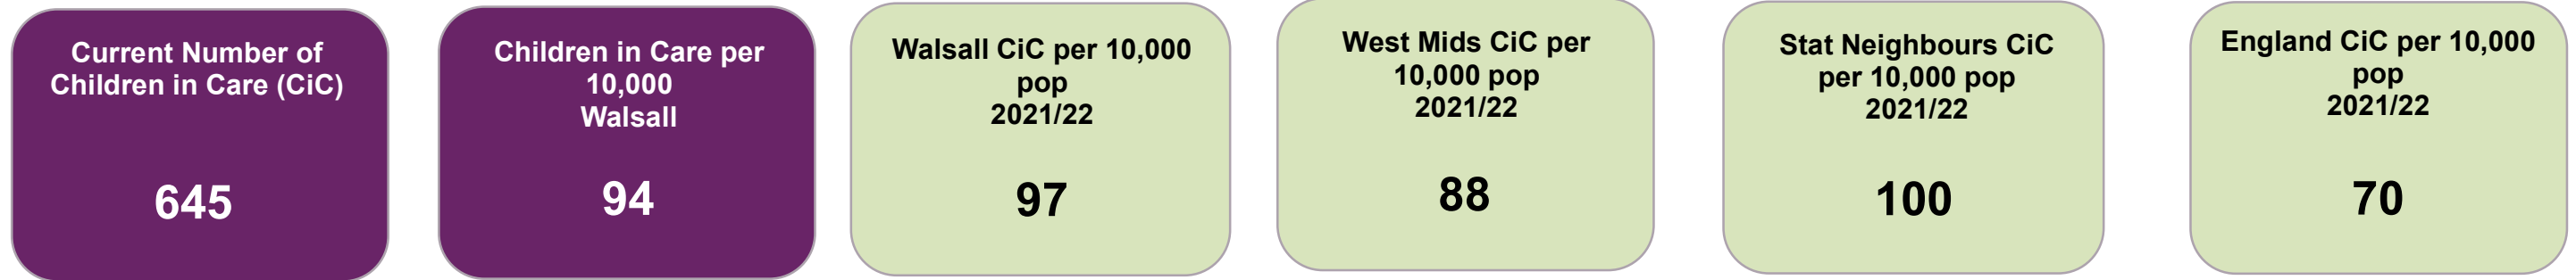 Current Number of
Children in Care (CiC)
645
Children in Care per
10,000
Walsall
94
Walsall CiC per 10,000
pop
2021/22
97
West Mids CiC per
10,000 pop
2021/22
88
Stat Neighbours CiC
per 10,000 pop
2021/22
100
England CiC per 10,000
pop
2021/22
70